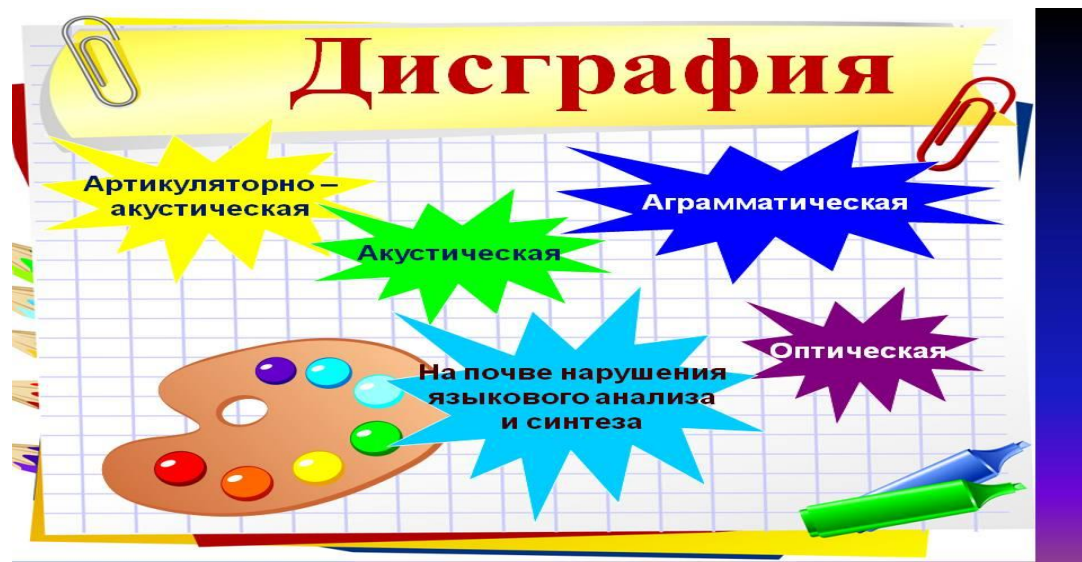 Дисграфия
Артикуляторно –
акустическая
Акустическая
Аграмматическая
Оптическая
На почве нарушения
языкового анализа
и синтеза